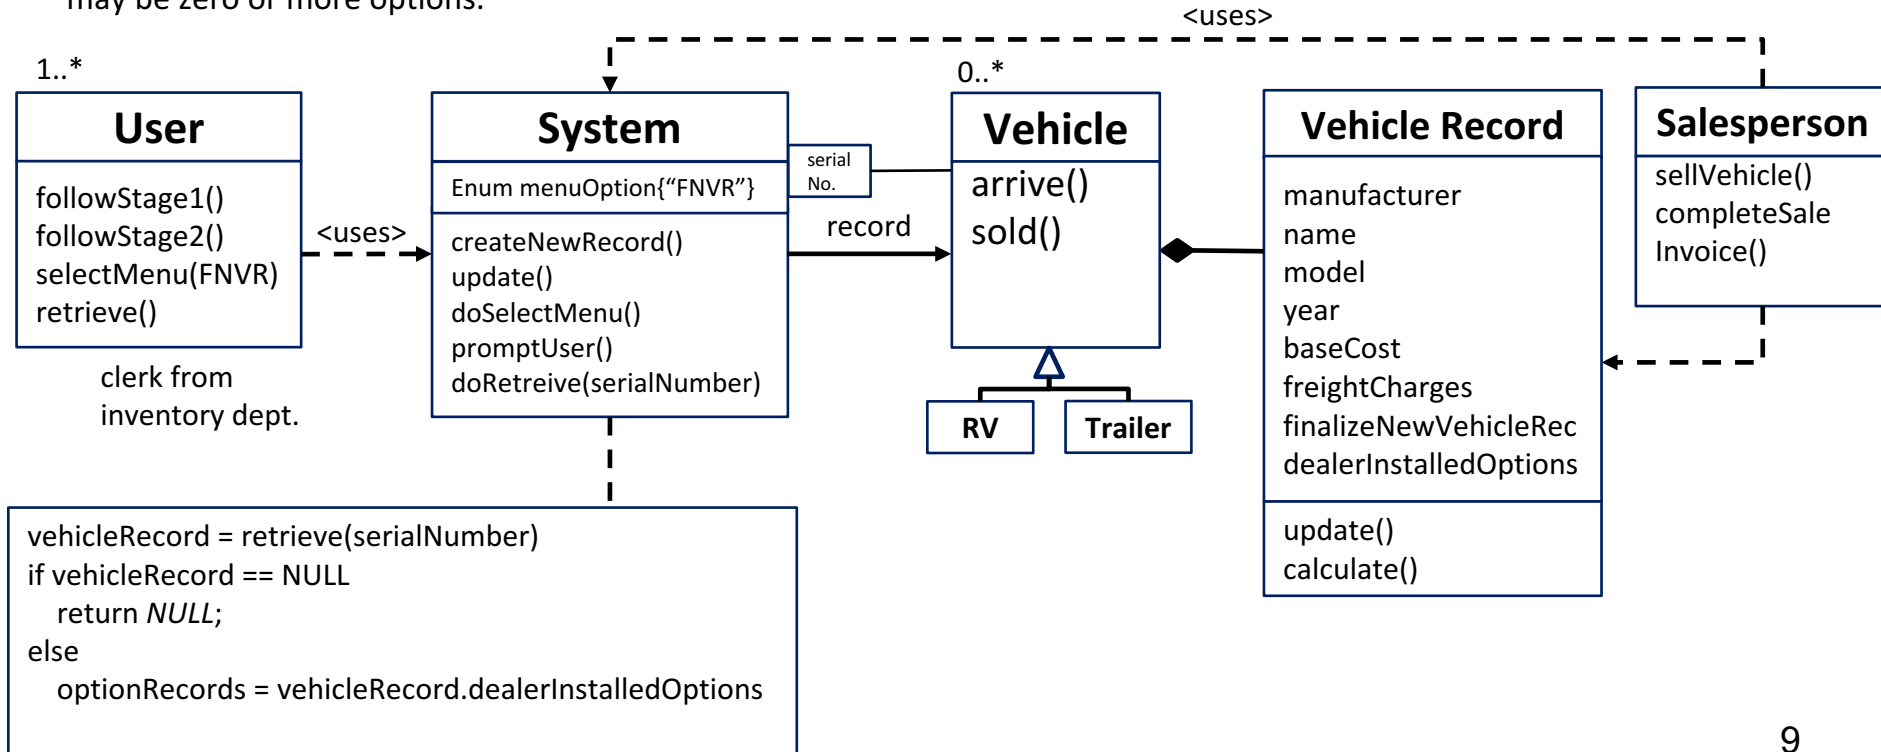 may be zero or more options.
<uses>
1..*
0..*
User
followStage1()
followStage2()
selectMenu(FNVR)
retrieve()
clerk from
inventory dept.
<uses>
System
Enum menuOption{“FNVR”}
createNewRecord()
update()
doSelectMenu()
promptUser()
doRetreive(serialNumber)
serial
No.
record
Vehicle
arrive()
sold()
RV
Trailer
Vehicle Record
manufacturer
name
model
year
baseCost
freightCharges
finalizeNewVehicleRec
dealerInstalledOptions
update()
calculate()
Salesperson
sellVehicle()
completeSale
Invoice()
vehicleRecord = retrieve(serialNumber)
if vehicleRecord == NULL
return NULL;
else
optionRecords = vehicleRecord.dealerInstalledOptions
9